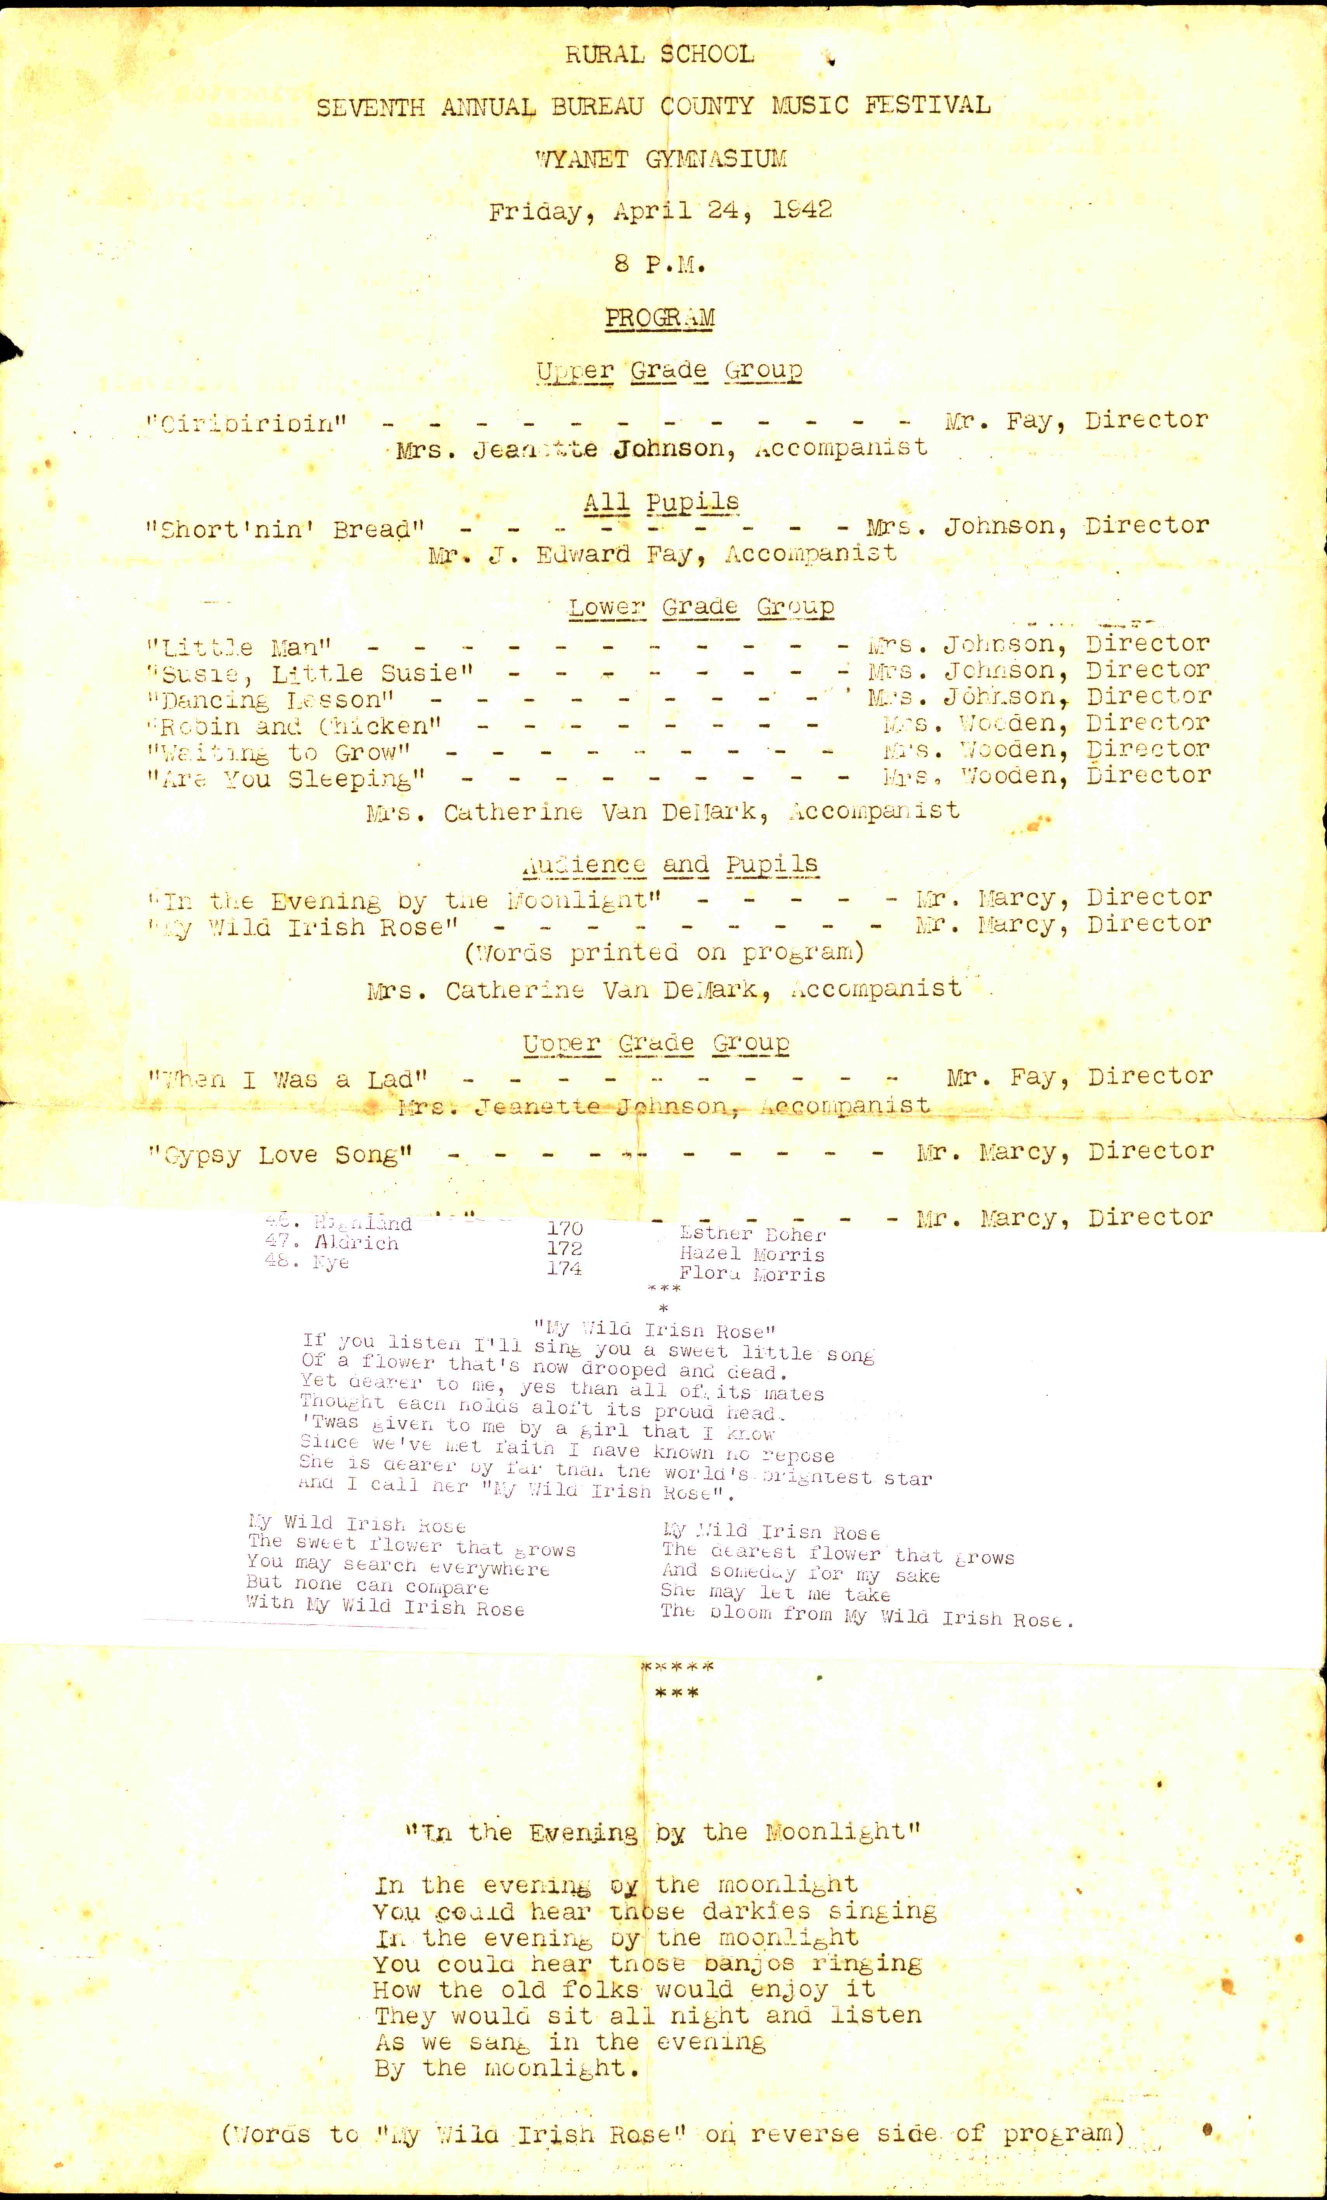 RURAL SCHOOL
SEVENTH ANNUAL BUREAU COUNTY MUSIC FESTIVAL
WYANET GYMNASIUM
Friday, April 24, 1942
8 P.M.
PROGRAM
Upper Grade Group
"Ciribiribin" - - - - - - - - - - - - Mr. Fay, Director
Mrs. Jeanette Johnson, Accompanist
All Pupils
"Short'nin' Bread" - - - - - - - - - Mrs. Johnson, Director
Mr. J. Edward Fay, Accompanist
Lower Grade Group
"Little Man" - - - - - - - - - - - Mrs. Johnson, Director
"Susie, Little Susie" - - - - - - - - Mrs. Johnson, Director
"Dancing Lesson" - - - - - - - - - Mrs. Johnson, Director
"Robin and Chicken" - - - - - - - - Mrs. Wooden, Director
"Waiting to Grow" - - - - - - - - - Mrs. Wooden, Director
"Are You Sleeping" - - - - - - - - - Mrs. Wooden, Director
Mrs. Catherine Van DeMark, Accompanist
Audience and Pupils
"In the Evening by the Moonlight" - - - - - Mr. Marcy, Director
"My Wild Irish Rose" - - - - - - - - - Mr. Marcy, Director
(Words printed on program)
Mrs. Catherine Van DeMark, Accompanist
Upper Grade Group
"When I Was a Lad" - - - - - - - - - - Mr. Fay, Director
Mrs. Jeanette Johnson, Accompanist
"Gypsy Love Song" - - - - - - - - - - Mr. Marcy, Director
- - - - - - Mr. Marcy, Director
46. Highland 170 Esther Boher
47. Aldrich 172 Hazel Morris
48. Nye 174 Flora Morris
***
*
"My Wild Irish Rose"
If you listen I'll sing you a sweet little song
Of a flower that's now drooped and dead.
Yet dearer to me, yes than all of its mates
Thought each holds aloft its proud head.
'Twas given to me by a girl that I know
Since we've met faith I have known no repose
She is dearer by far than the world's brightest star
And I call her "My Wild Irish Rose".
My Wild Irish Rose
The sweet flower that grows
You may search everywhere
But none can compare
With My Wild Irish Rose
My Wild Irish Rose
The dearest flower that grows
And someday for my sake
She may let me take
The bloom from My Wild Irish Rose.
*****
***
"In the Evening by the Moonlight"
In the evening by the moonlight
You could hear those darkies singing
In the evening by the moonlight
You could hear those banjos ringing
How the old folks would enjoy it
They would sit all night and listen
As we sang in the evening
By the moonlight.
(Words to "My Wild Irish Rose" on reverse side of program)